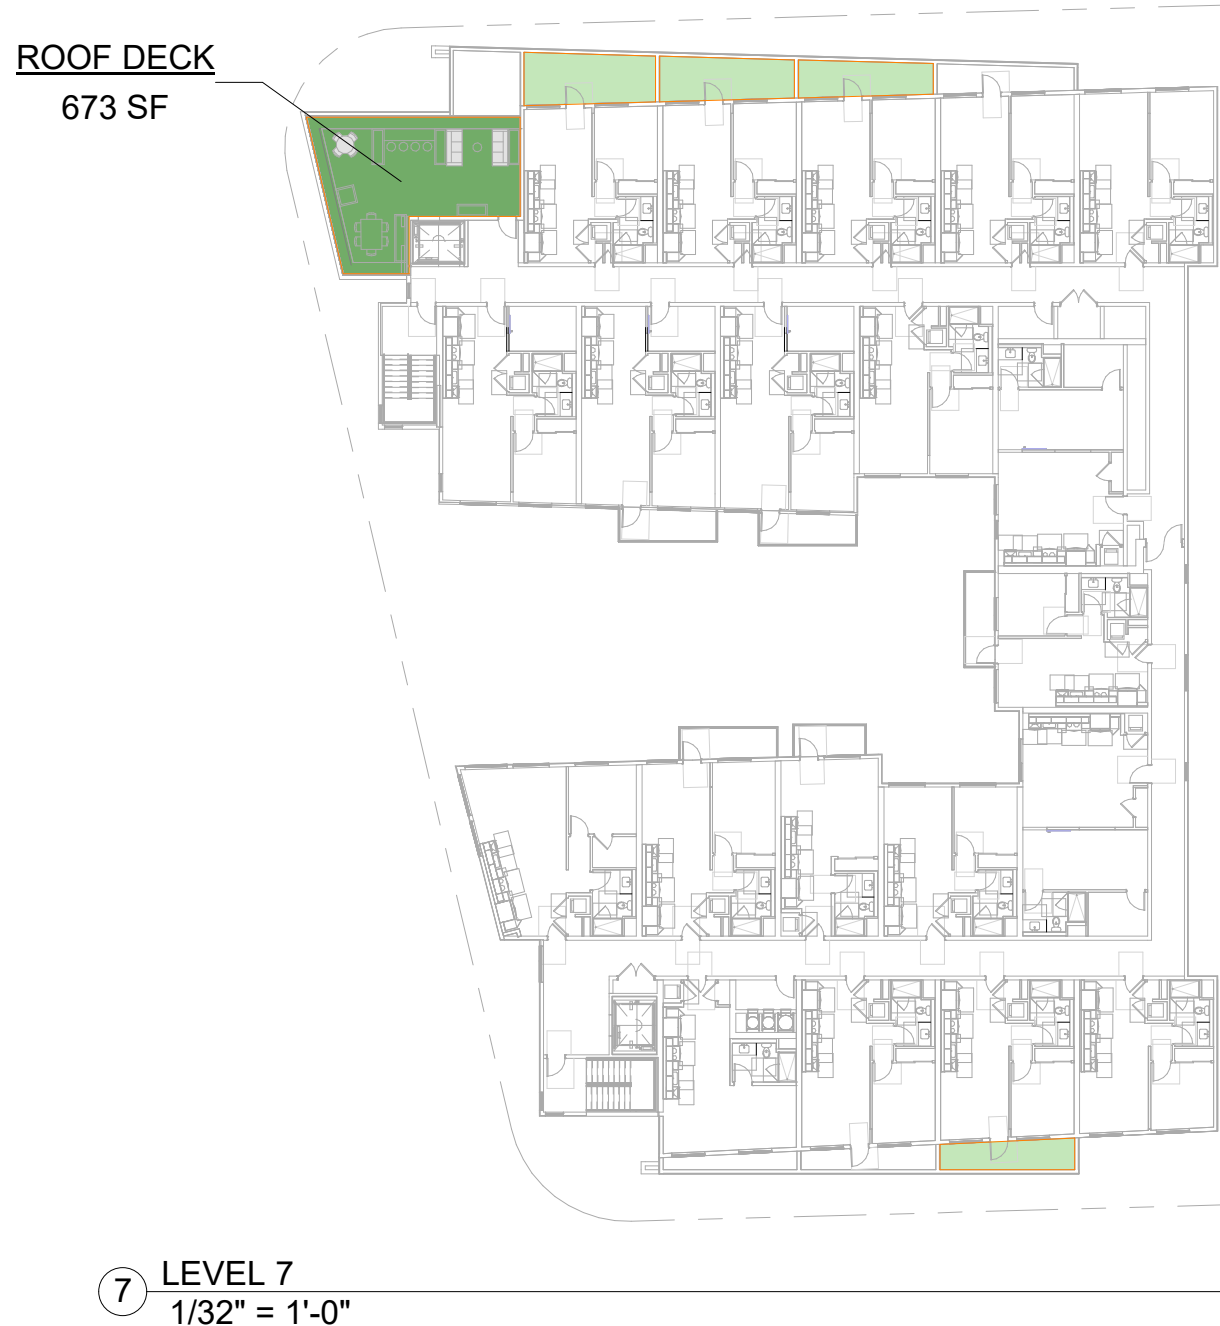 ROOF DECK
673 SF
7
LEVEL 7
1/32" = 1'-0"